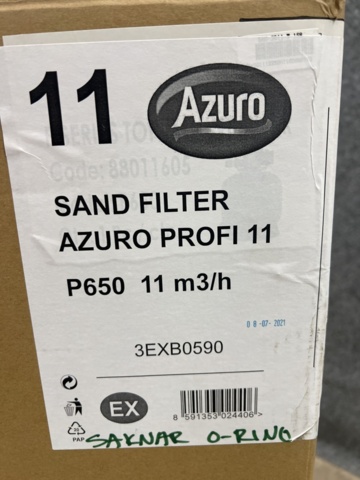 11
Azuro
Code: 88011605
SAND FILTER
AZURO PROFI 11
P650 11 m3/h
08-07-2021
3EXB0590
EX
8 591353 024406 >
PAP
SAKNAR O-RING